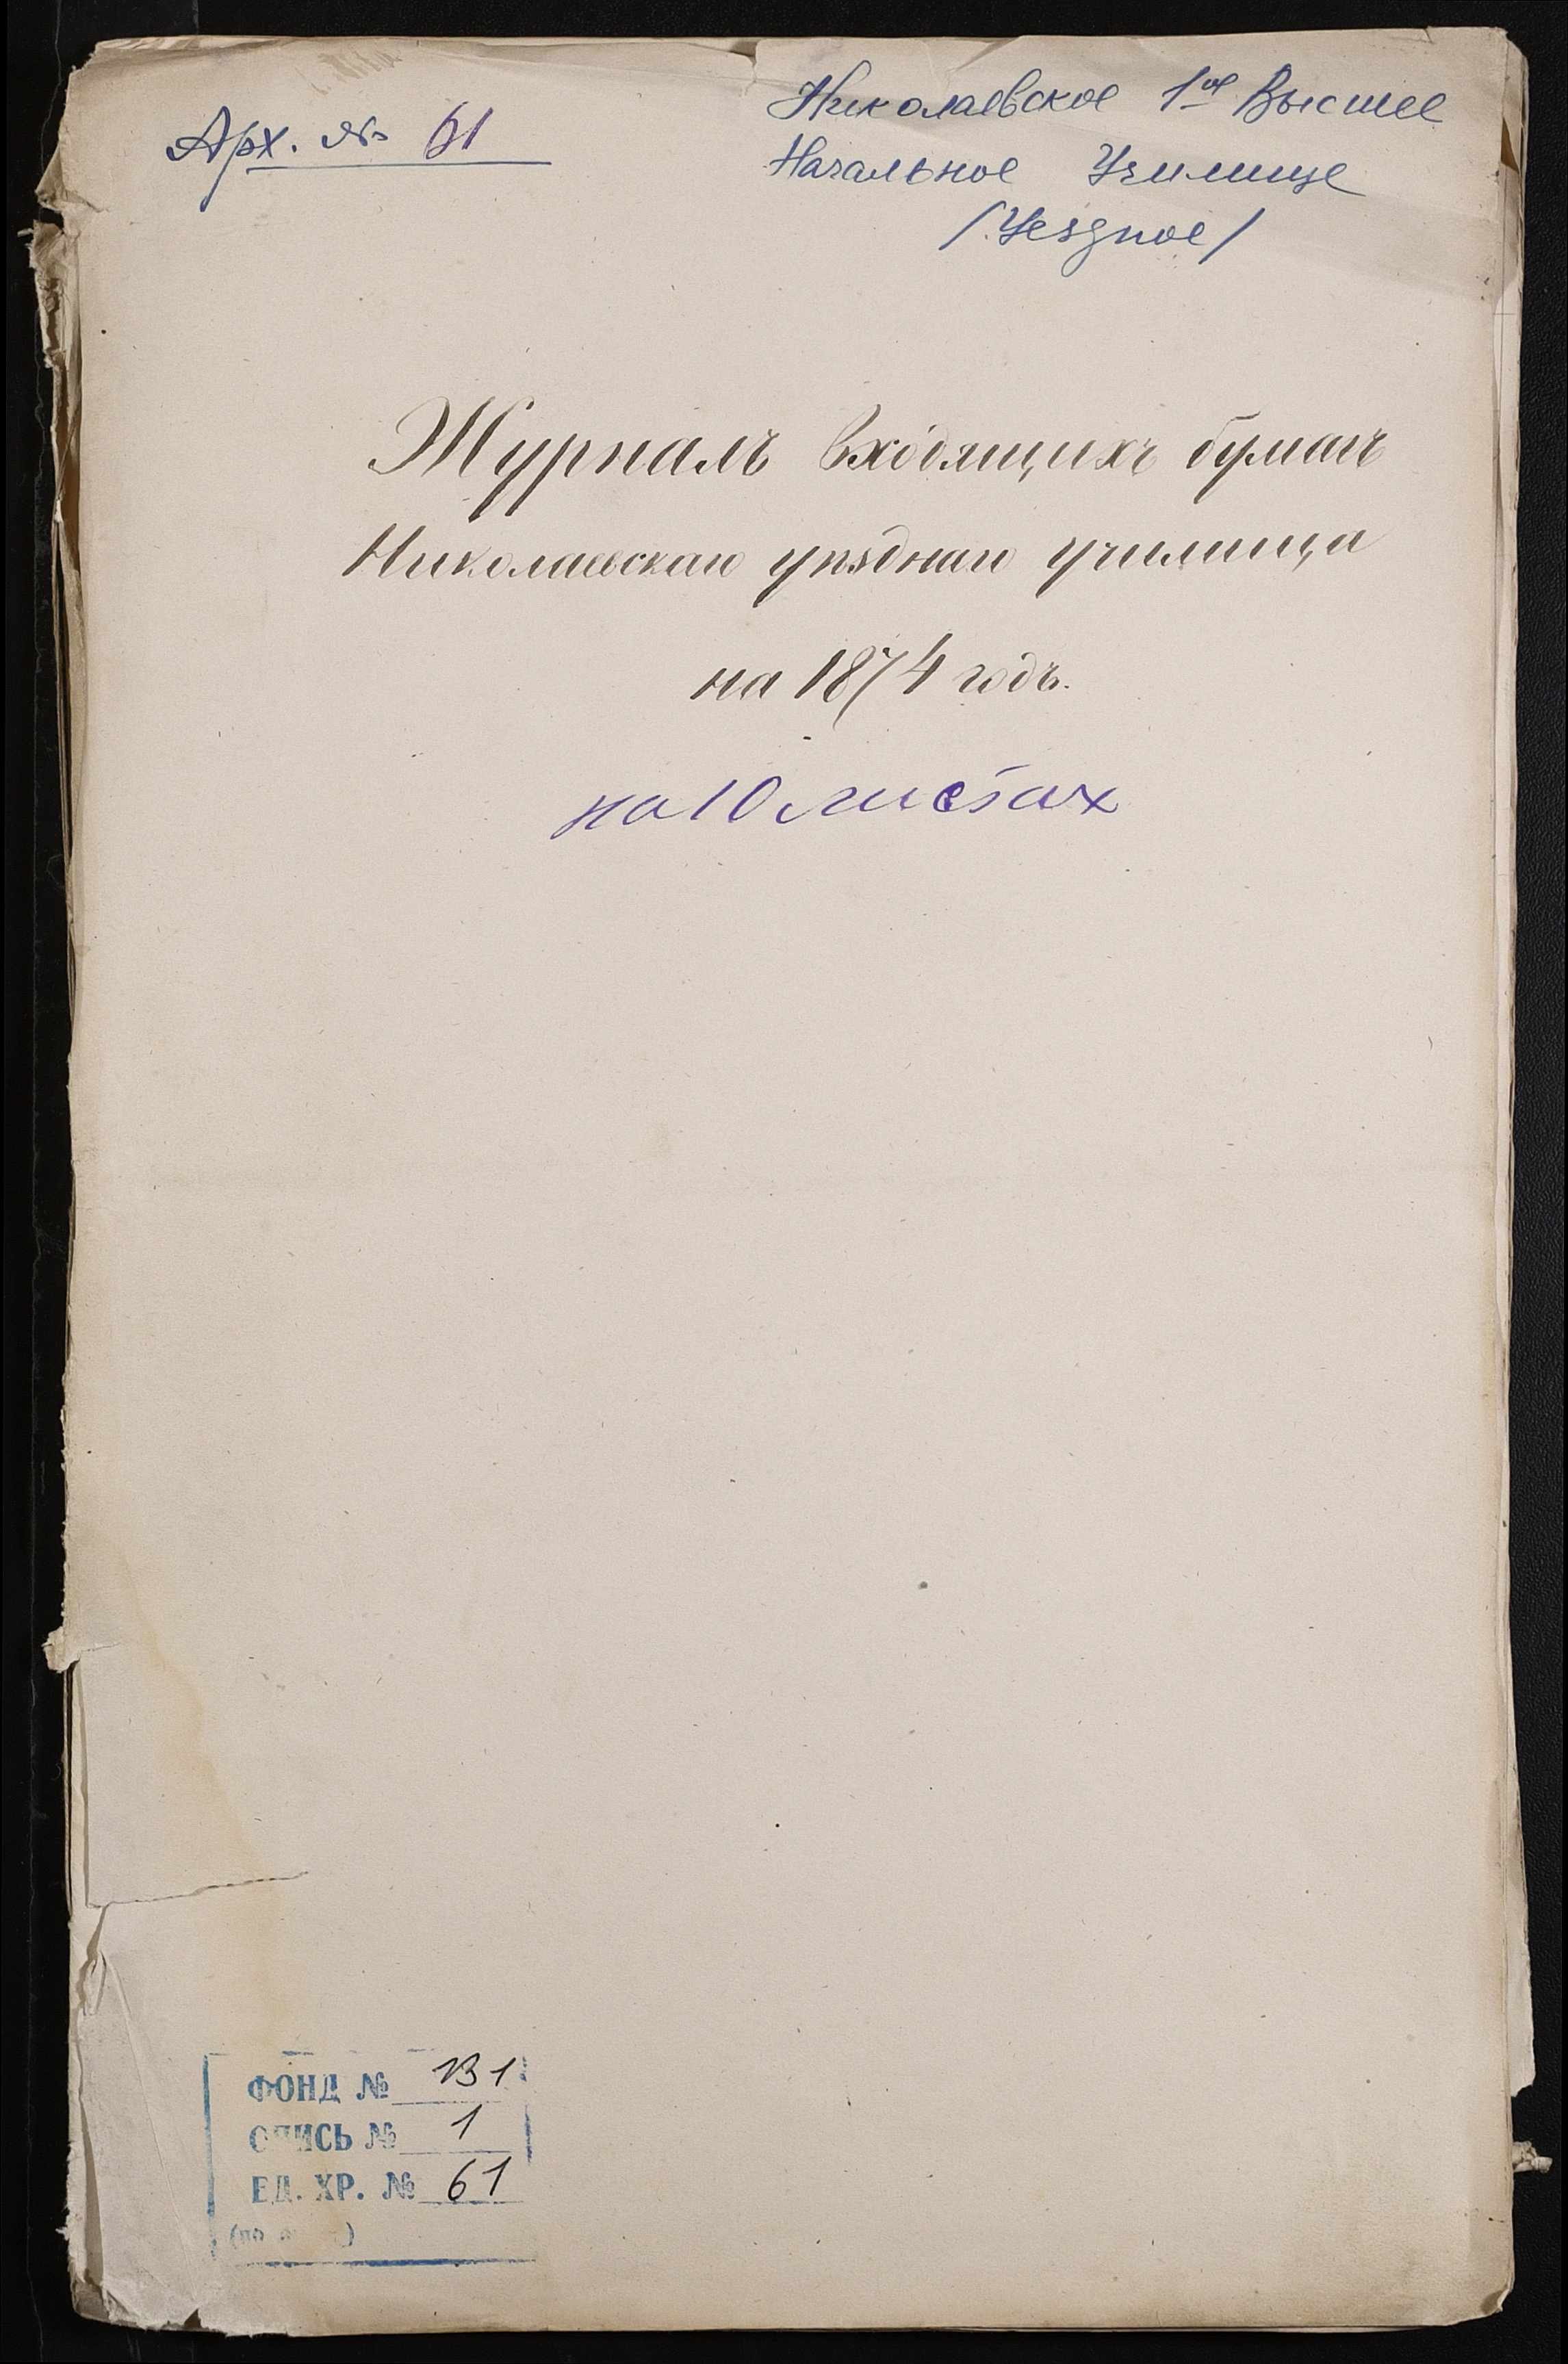 Арх. № 61
Николаевское 1ое Высшее
Начальное Училище
/Уездное/
Журналъ входящихъ бумагъ
Николаевскаго уѣзднаго училища
на 1874 годъ.
на 10 листах
ФОНД № 131
ОПИСЬ № 1
ЕД. ХР. № 61